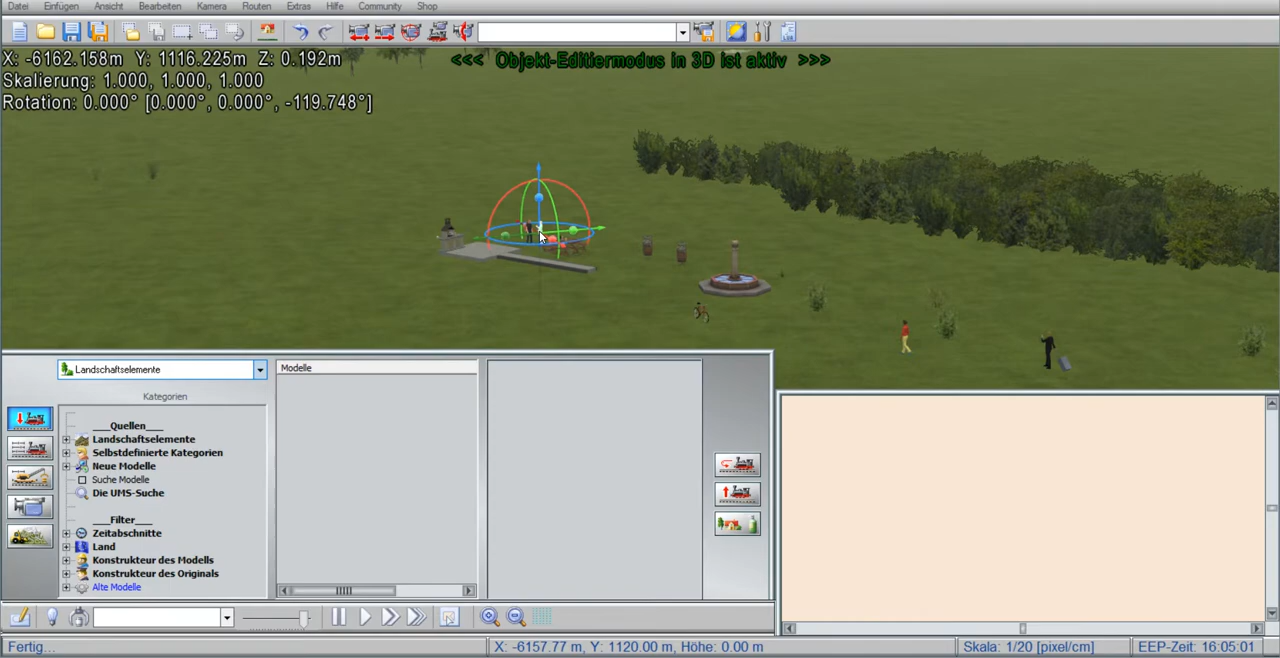 Datei Einfügen Ansicht Bearbeiten Kamera Routen Extras Hilfe Community Shop
X: -6162.158m Y: 1116.225m Z: 0.192m
<<< Objekt-Editiermodus in 3D ist aktiv >>>
Skalierung: 1.000, 1.000, 1.000
Rotation: 0.000° [0.000°, 0.000°, -119.748°]
Landschaftselemente
Modelle
Kategorien
___Quellen___
Landschaftselemente
Selbstdefinierte Kategorien
Neue Modelle
Suche Modelle
Die UMS-Suche
___Filter___
Zeitabschnitte
Land
Konstrukteur des Modells
Konstrukteur des Originals
Alte Modelle
Fertig...
X: -6157.77 m, Y: 1120.00 m, Höhe: 0.00 m
Skala: 1/20 [pixel/cm]
EEP-Zeit: 16:05:01